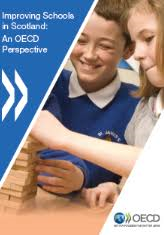 Improving Schools
in Scotland:
An OECD
Perspective
OECD